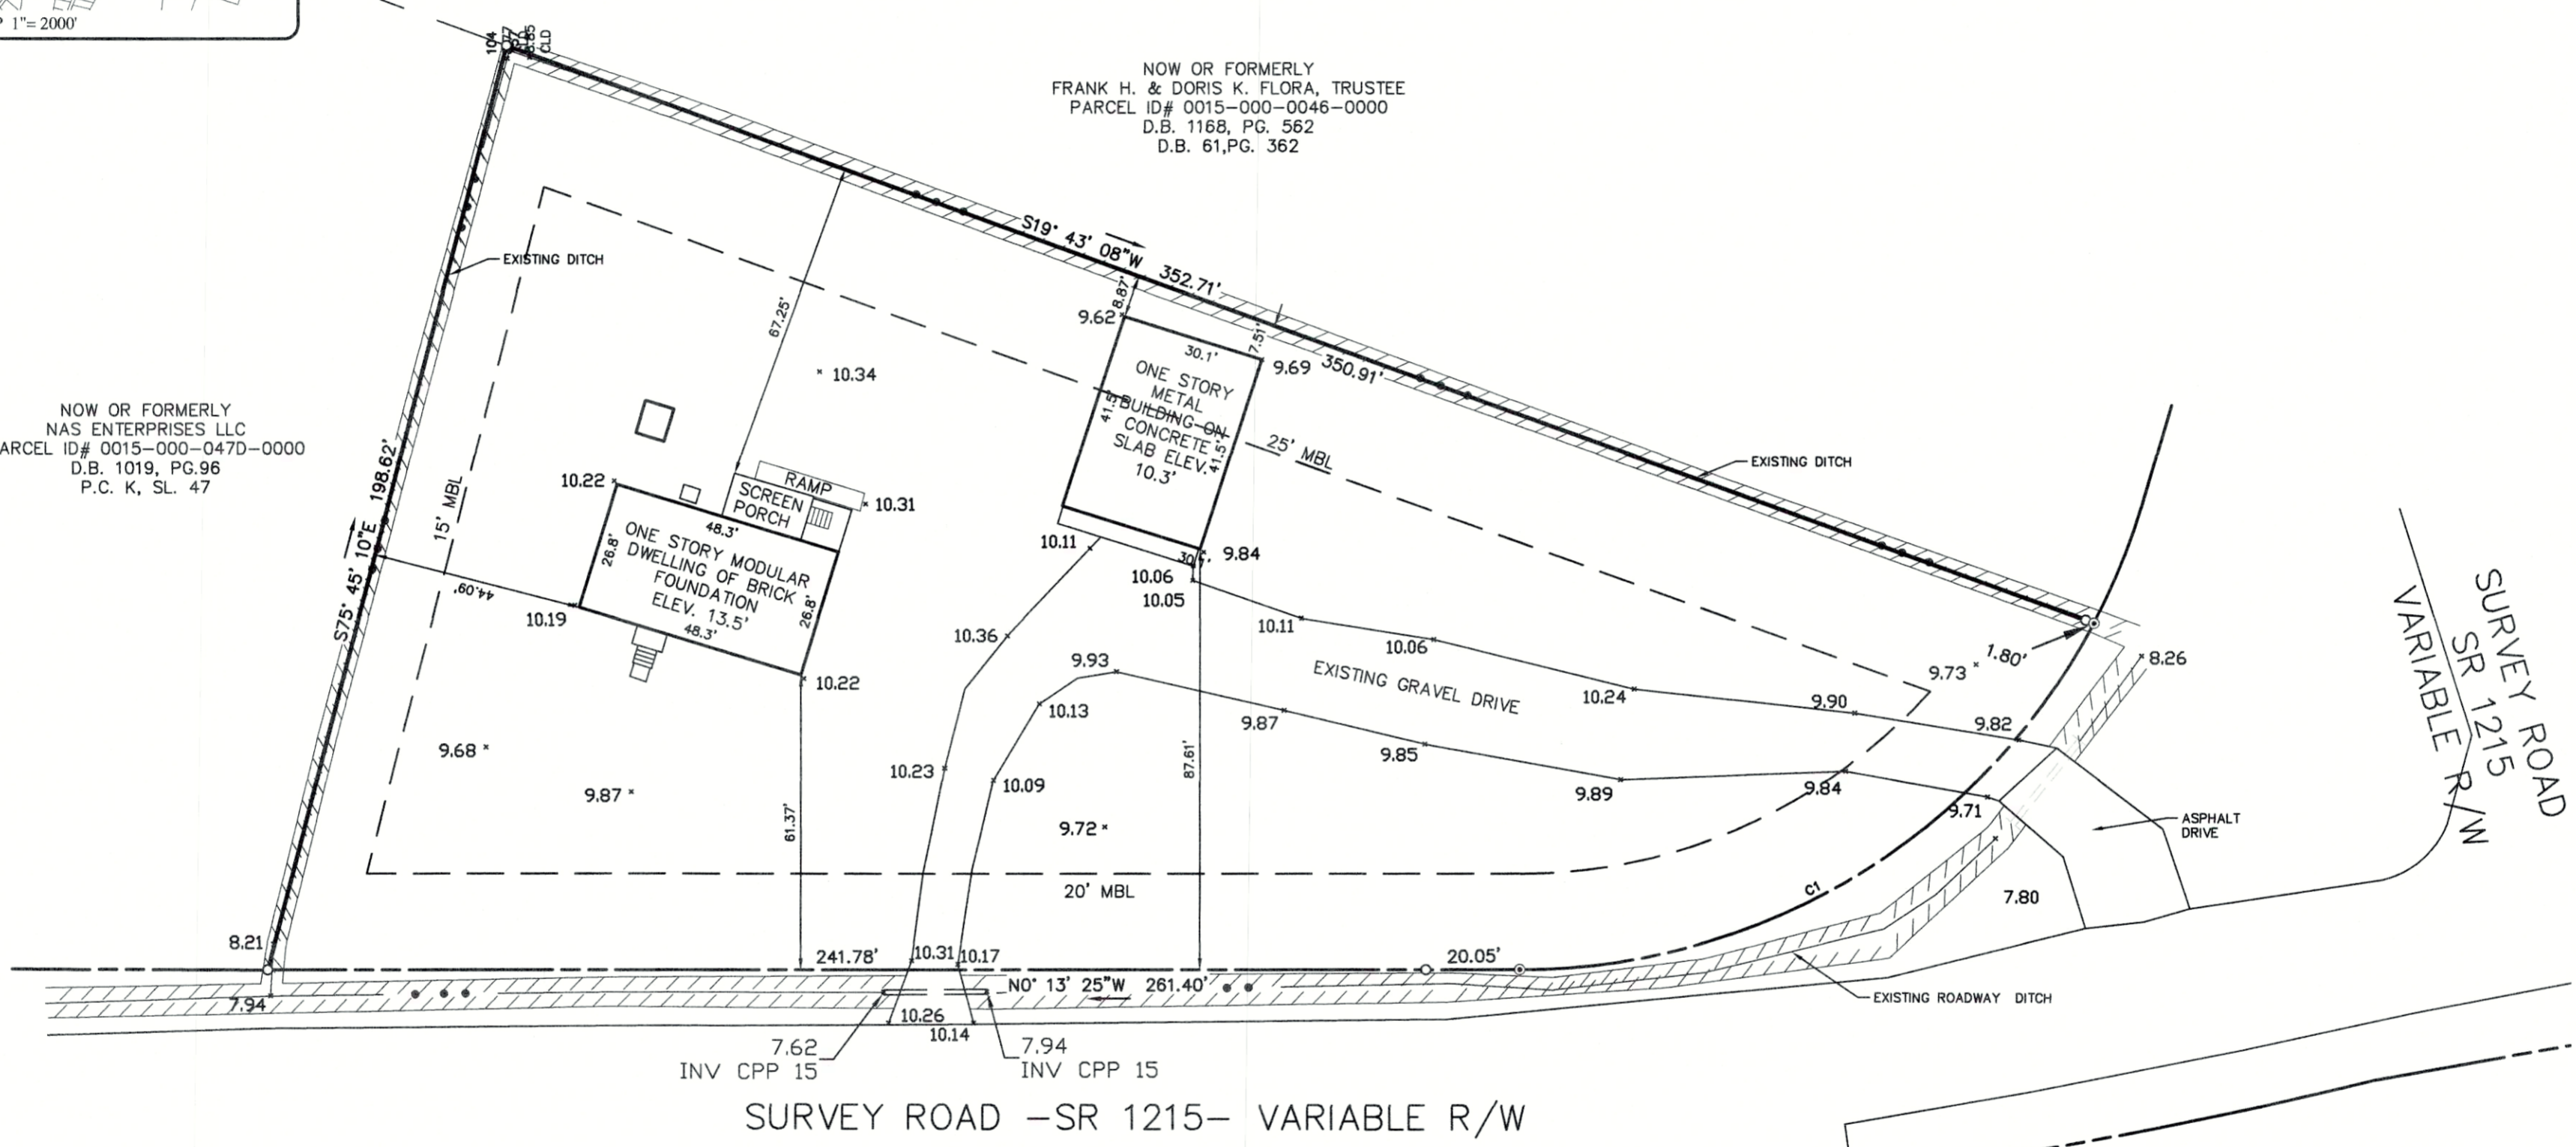 P 1"= 2000'
104
8.85
CLD
NOW OR FORMERLY
FRANK H. & DORIS K. FLORA, TRUSTEE
PARCEL ID# 0015-000-0046-0000
D.B. 1168, PG. 562
D.B. 61,PG. 362
S19° 43' 08"W 352.71'
EXISTING DITCH
67.25'
8.87'
9.62
7.51'
30.1'
9.69
350.91'
10.34
ONE STORY
METAL
BUILDING ON
CONCRETE
SLAB ELEV.
10.3'
41.5'
41.5'
25' MBL
EXISTING DITCH
NOW OR FORMERLY
NAS ENTERPRISES LLC
ARCEL ID# 0015-000-047D-0000
D.B. 1019, PG.96
P.C. K, SL. 47
S75° 45' 10"E 198.62'
15' MBL
10.22
RAMP
SCREEN
PORCH
10.31
48.3'
ONE STORY MODULAR
DWELLING OF BRICK
FOUNDATION
ELEV. 13.5'
48.3'
26.8'
26.8'
44.09'
10.19
10.22
10.11
9.84
10.06
10.05
10.36
10.11
10.06
9.93
EXISTING GRAVEL DRIVE
10.24
9.90
9.73
1.80'
8.26
9.82
SURVEY ROAD
SR 1215
VARIABLE R/W
10.13
9.87
9.85
9.68
10.23
87.61'
10.09
9.87
9.89
9.84
9.71
61.37'
9.72
ASPHALT
DRIVE
20' MBL
C1
7.80
8.21
241.78'
10.31
10.17
20.05'
7.94
N0° 13' 25"W 261.40'
EXISTING ROADWAY DITCH
10.26
10.14
7.62
INV CPP 15
7.94
INV CPP 15
SURVEY ROAD -SR 1215- VARIABLE R/W